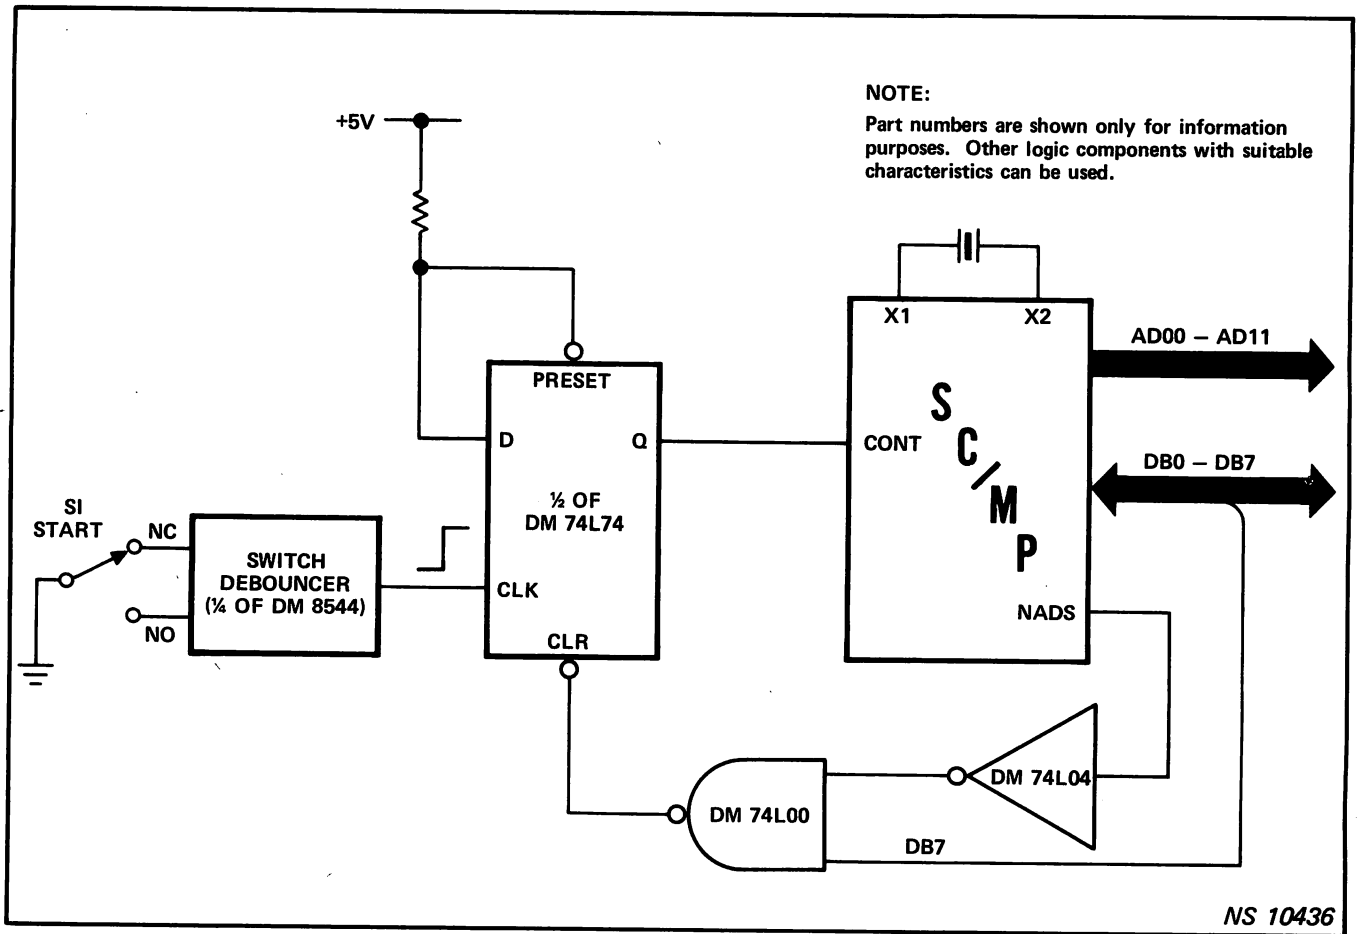 NOTE:
Part numbers are shown only for information
purposes. Other logic components with suitable
characteristics can be used.
+5V
X1
X2
AD00 – AD11
PRESET
SC/MP
D
Q
CONT
DB0 – DB7
½ OF
DM 74L74
SI
START
NC
SWITCH
DEBOUNCER
(¼ OF DM 8544)
CLK
NO
NADS
CLR
DM 74L04
DM 74L00
DB7
NS 10436